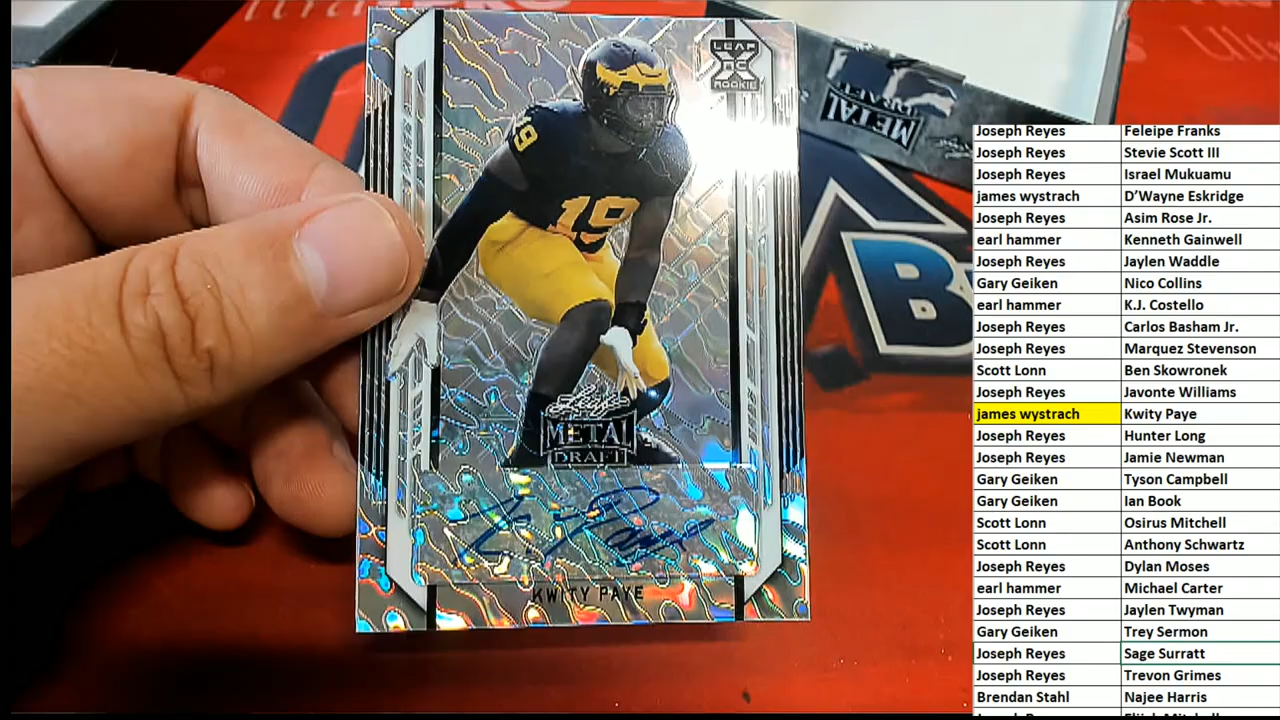 LEAF
RC
ROOKIE
19
19
Leaf
METAL
DRAFT
K. Paye
KWITY PAYE
METAL
DRAFT
Joseph Reyes Feleipe Franks
Joseph Reyes Stevie Scott III
Joseph Reyes Israel Mukuamu
james wystrach D'Wayne Eskridge
Joseph Reyes Asim Rose Jr.
earl hammer Kenneth Gainwell
Joseph Reyes Jaylen Waddle
Gary Geiken Nico Collins
earl hammer K.J. Costello
Joseph Reyes Carlos Basham Jr.
Joseph Reyes Marquez Stevenson
Scott Lonn Ben Skowronek
Joseph Reyes Javonte Williams
james wystrach Kwity Paye
Joseph Reyes Hunter Long
Joseph Reyes Jamie Newman
Gary Geiken Tyson Campbell
Gary Geiken Ian Book
Scott Lonn Osirus Mitchell
Scott Lonn Anthony Schwartz
Joseph Reyes Dylan Moses
earl hammer Michael Carter
Joseph Reyes Jaylen Twyman
Gary Geiken Trey Sermon
Joseph Reyes Sage Surratt
Joseph Reyes Trevon Grimes
Brendan Stahl Najee Harris